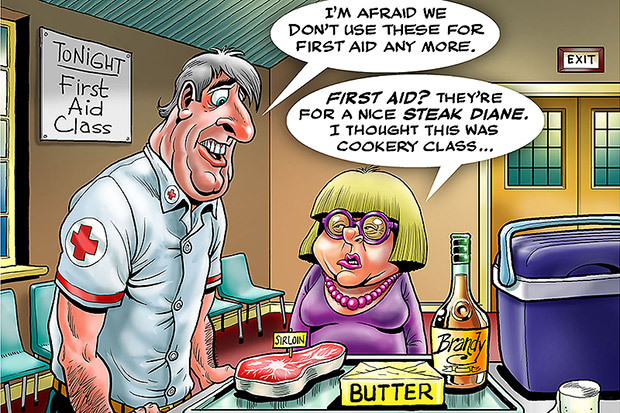 I'M AFRAID WE
DON'T USE THESE FOR
FIRST AID ANY MORE.
TONiGHT
First
Aid
Class
EXIT
FIRST AID? THEY'RE
FOR A NICE STEAK DIANE.
I THOUGHT THIS WAS
COOKERY CLASS...
SIRLOIN
Brandy
BUTTER